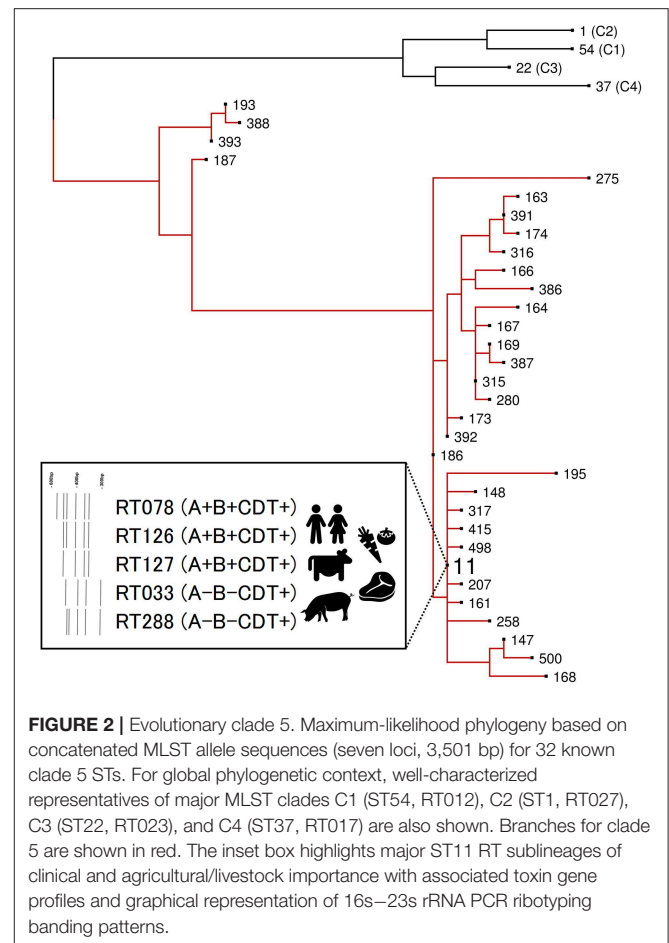 1 (C2)
54 (C1)
22 (C3)
37 (C4)
193
388
393
187
275
163
391
174
316
166
386
164
167
169
387
315
280
173
392
186
195
148
317
415
498
11
207
161
258
147
500
168
RT078 (A+B+CDT+)
RT126 (A+B+CDT+)
RT127 (A+B+CDT+)
RT033 (A-B-CDT+)
RT288 (A-B-CDT+)
FIGURE 2 | Evolutionary clade 5. Maximum-likelihood phylogeny based on
concatenated MLST allele sequences (seven loci, 3,501 bp) for 32 known
clade 5 STs. For global phylogenetic context, well-characterized
representatives of major MLST clades C1 (ST54, RT012), C2 (ST1, RT027),
C3 (ST22, RT023), and C4 (ST37, RT017) are also shown. Branches for clade
5 are shown in red. The inset box highlights major ST11 RT sublineages of
clinical and agricultural/livestock importance with associated toxin gene
profiles and graphical representation of 16s–23s rRNA PCR ribotyping
banding patterns.